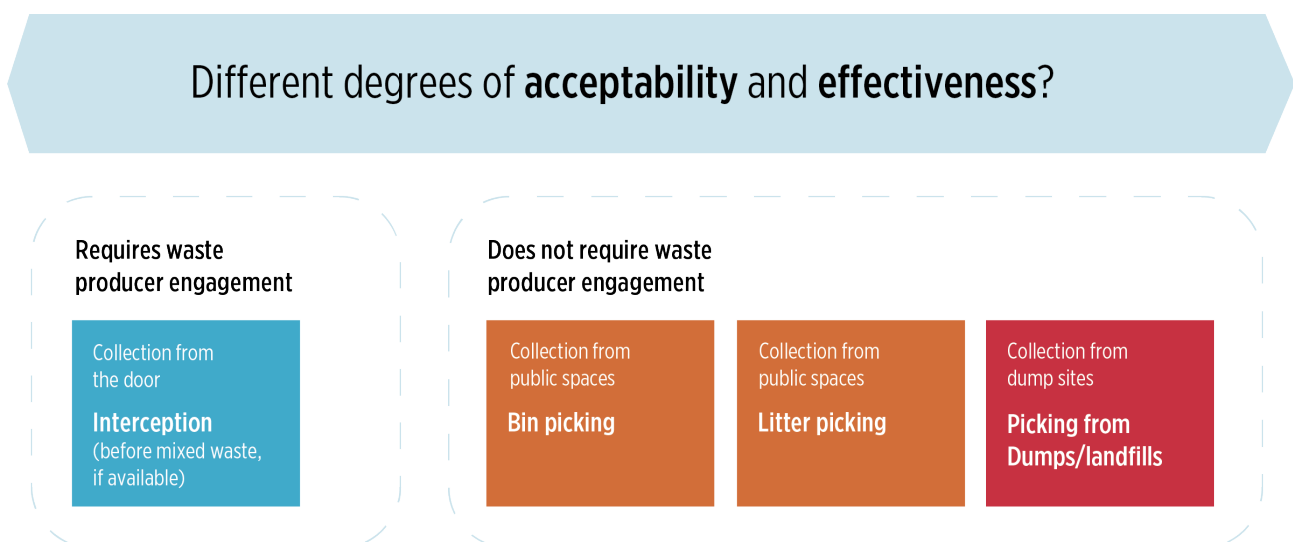 Different degrees of acceptability and effectiveness?
Requires waste
producer engagement
Collection from
the door
Interception
(before mixed waste,
if available)
Does not require waste
producer engagement
Collection from
public spaces
Bin picking
Collection from
public spaces
Litter picking
Collection from
dump sites
Picking from
Dumps/landfills